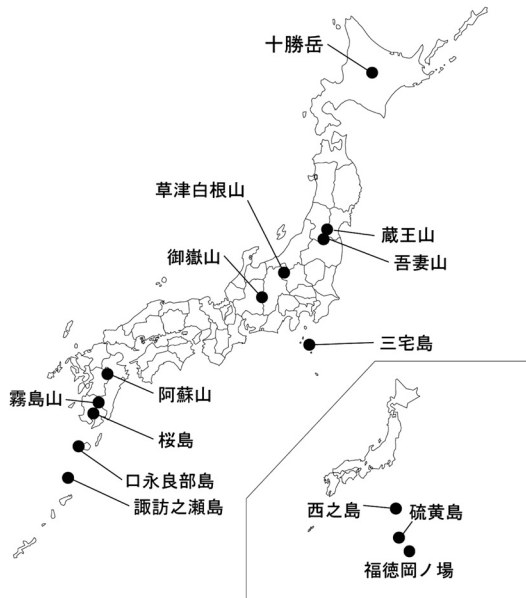 十勝岳
草津白根山
蔵王山
御嶽山
吾妻山
三宅島
阿蘇山
霧島山
桜島
口永良部島
諏訪之瀬島
西之島
硫黄島
福徳岡ノ場